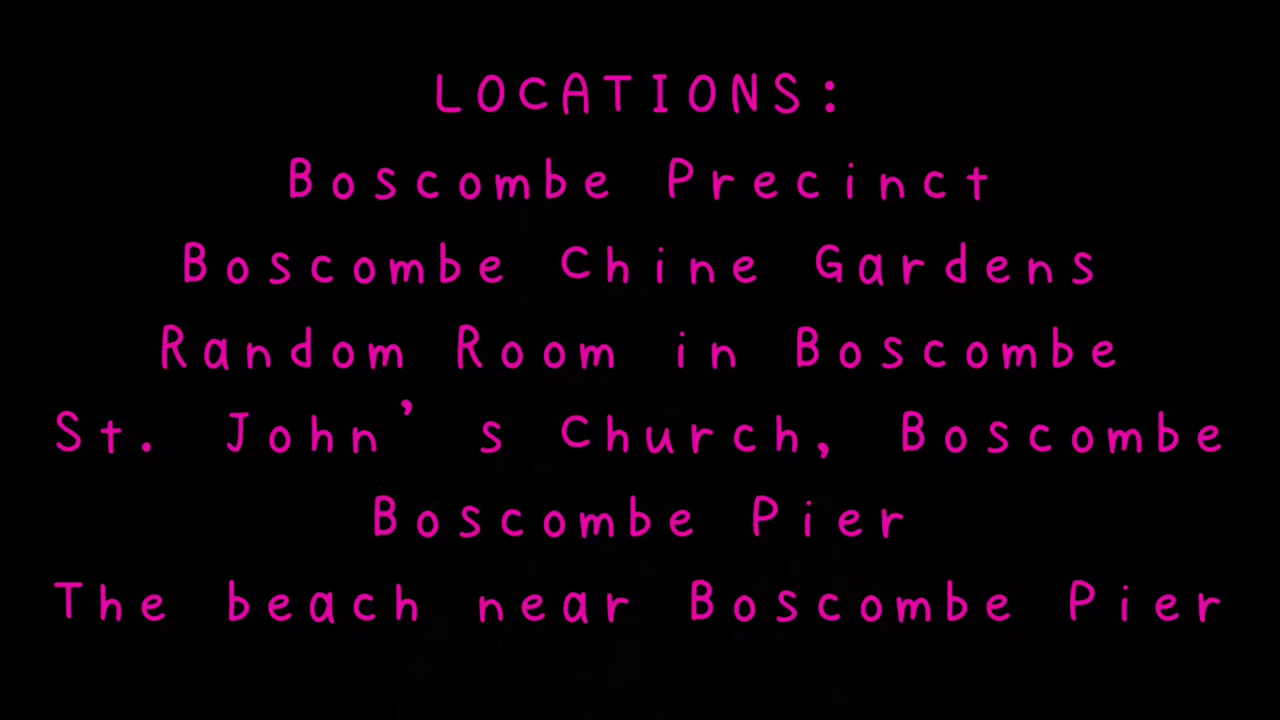 LOCATIONS:
Boscombe Precinct
Boscombe Chine Gardens
Random Room in Boscombe
St. John’s Church, Boscombe
Boscombe Pier
The beach near Boscombe Pier